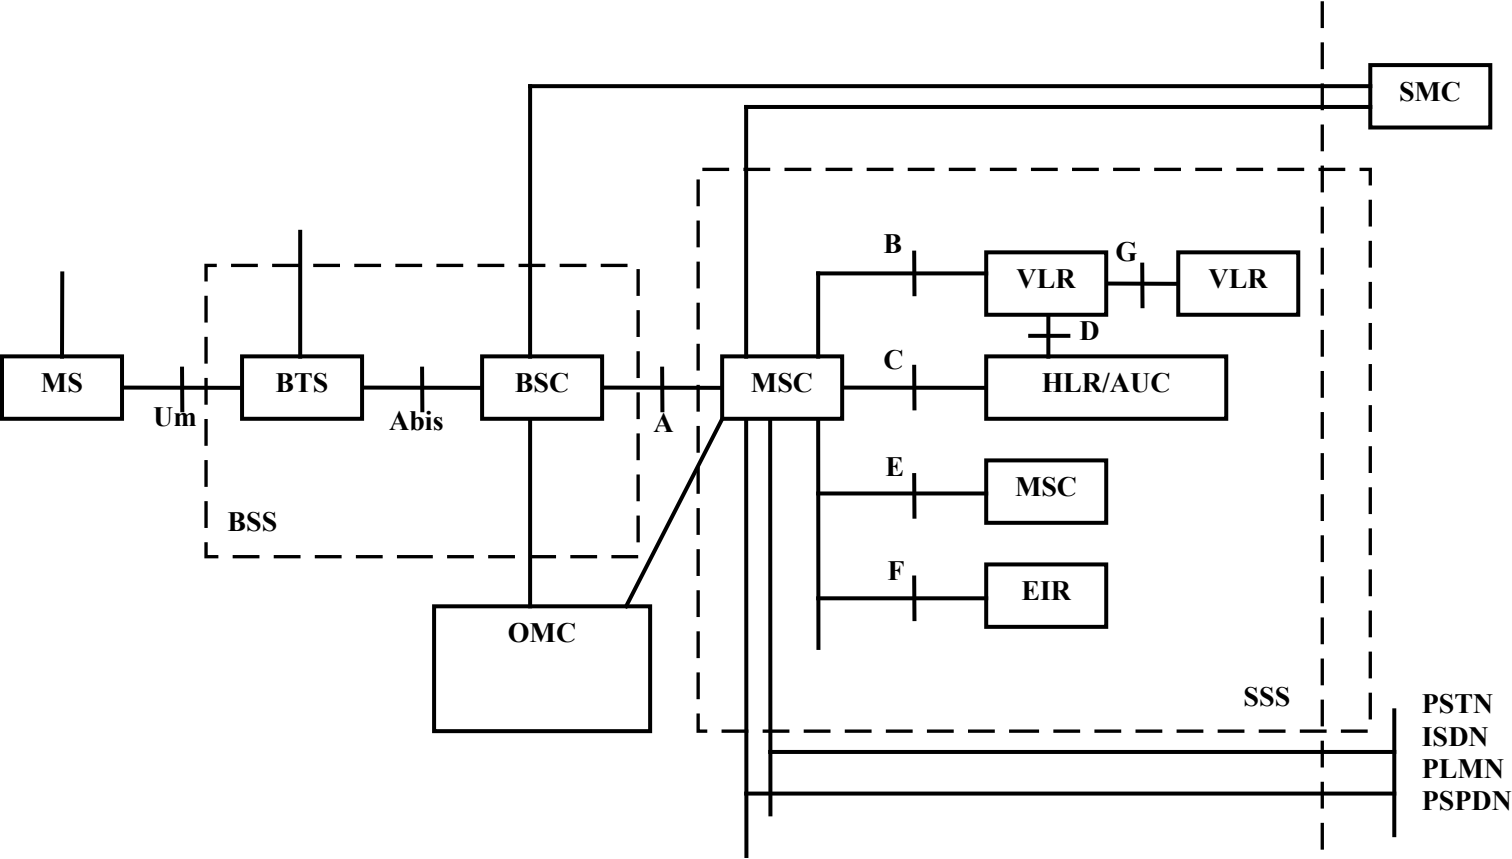 SMC
B
G
VLR
VLR
D
MS
BTS
BSC
MSC
C
HLR/AUC
Um
Abis
A
E
MSC
BSS
F
EIR
OMC
SSS
PSTN
ISDN
PLMN
PSPDN